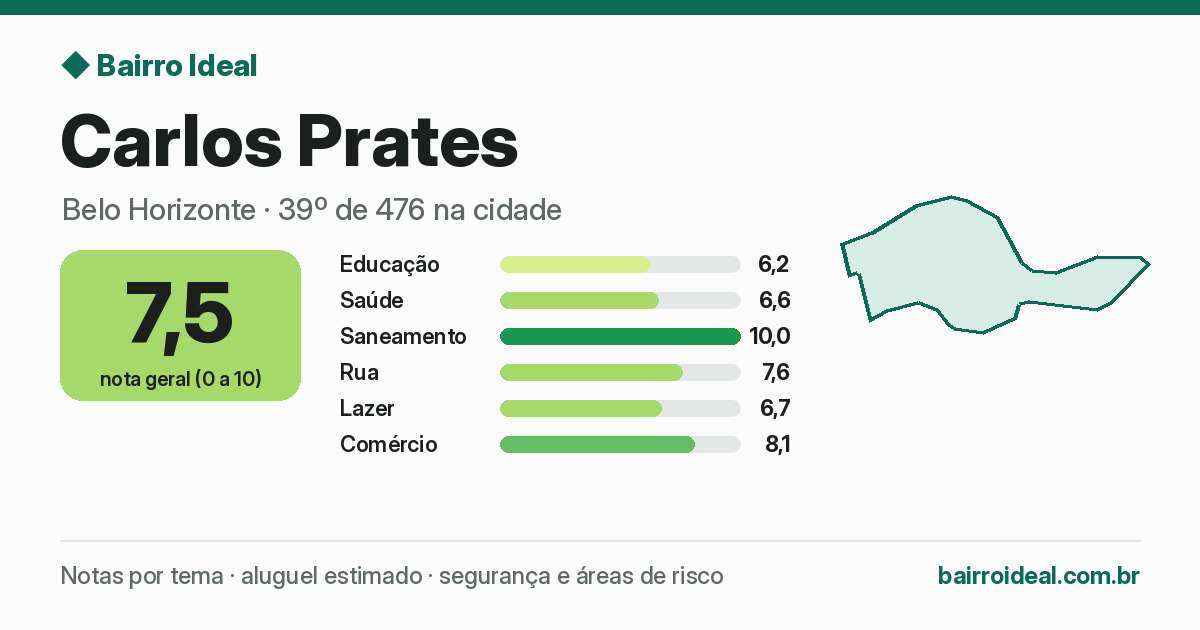 Bairro Ideal
Carlos Prates
Belo Horizonte · 39º de 476 na cidade
7,5
nota geral (0 a 10)
Educação 6,2
Saúde 6,6
Saneamento 10,0
Rua 7,6
Lazer 6,7
Comércio 8,1
Notas por tema · aluguel estimado · segurança e áreas de risco
bairroideal.com.br